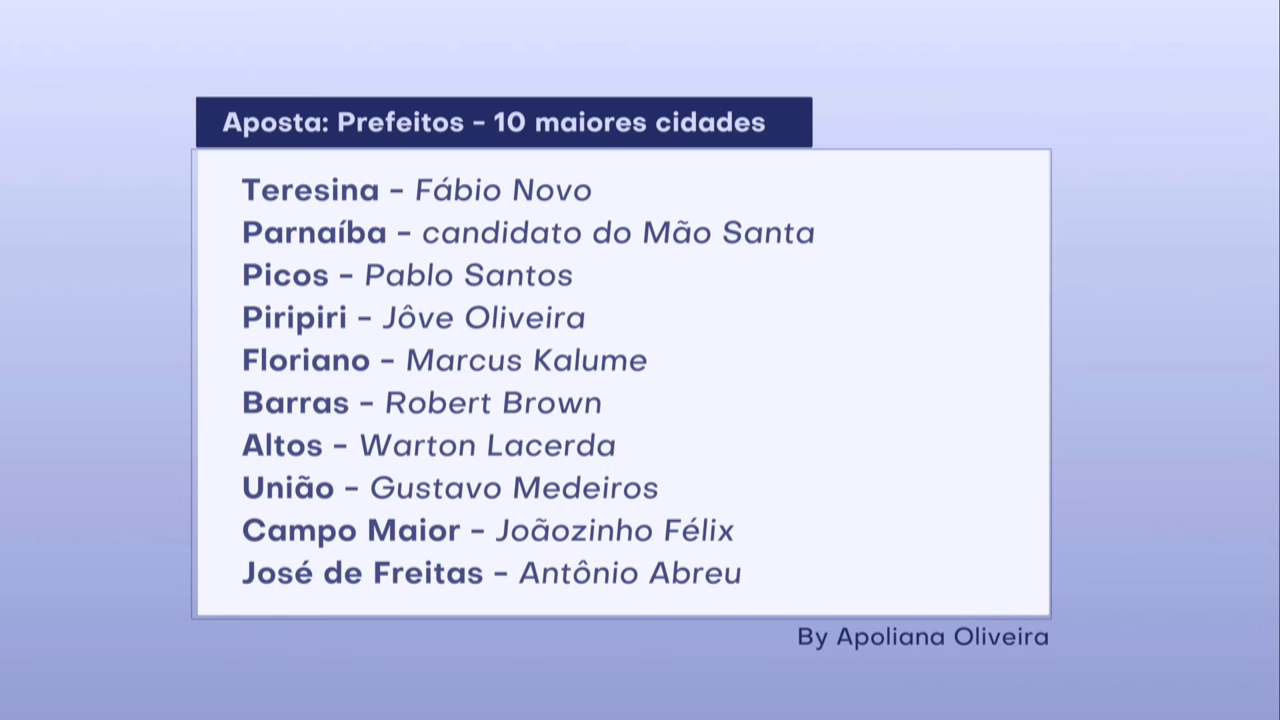 Aposta: Prefeitos - 10 maiores cidades
Teresina - Fábio Novo
Parnaíba - candidato do Mão Santa
Picos - Pablo Santos
Piripiri - Jôve Oliveira
Floriano - Marcus Kalume
Barras - Robert Brown
Altos - Warton Lacerda
União - Gustavo Medeiros
Campo Maior - Joãozinho Félix
José de Freitas - Antônio Abreu
By Apoliana Oliveira